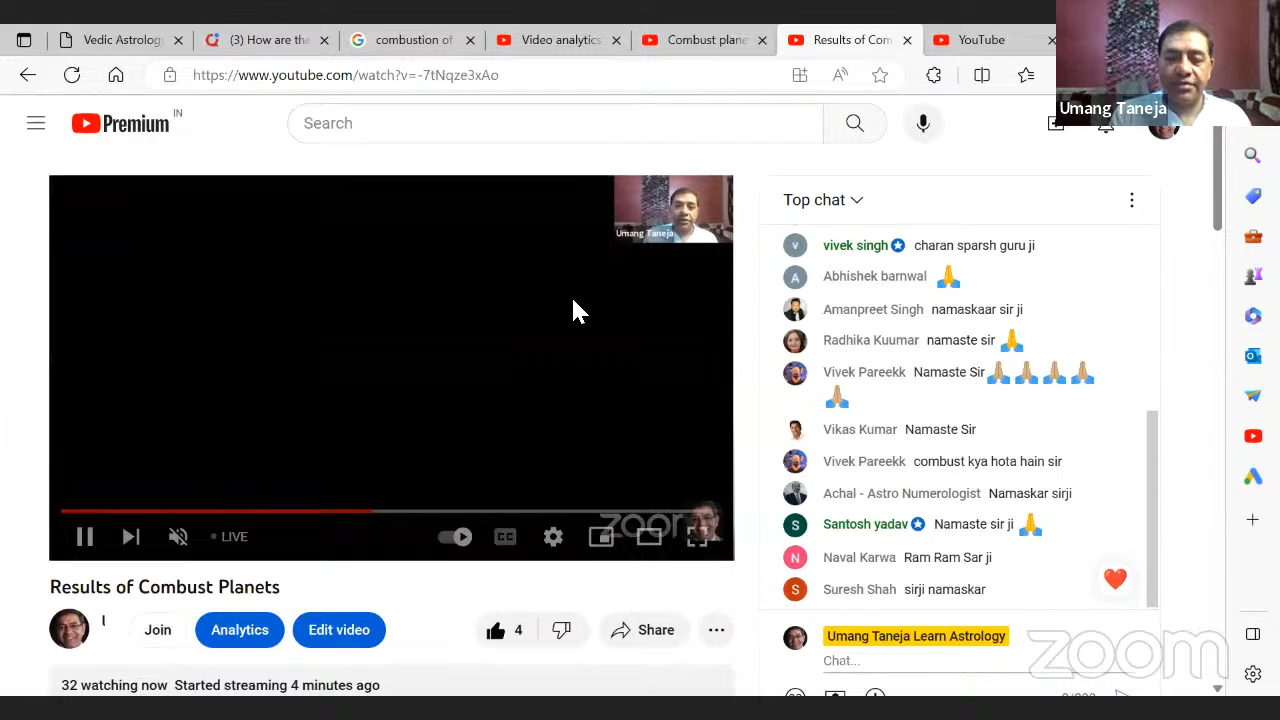 Vedic Astrolog
(3) How are the
combustion of
Video analytics
Combust plane
Results of Com
YouTube
https://www.youtube.com/watch?v=-7tNqze3xAo
Umang Taneja
Premium IN
Search
Umang Taneja
Top chat
v vivek singh charan sparsh guru ji
A Abhishek barnwal
Amanpreet Singh namaskaar sir ji
Radhika Kuumar namaste sir
Vivek Pareekk Namaste Sir
Vikas Kumar Namaste Sir
Vivek Pareekk combust kya hota hain sir
Achal - Astro Numerologist Namaskar sirji
S Santosh yadav Namaste sir ji
N Naval Karwa Ram Ram Sar ji
S Suresh Shah sirji namaskar
LIVE
CC
zoom
Results of Combust Planets
Join
Analytics
Edit video
4
Share
32 watching now Started streaming 4 minutes ago
Umang Taneja Learn Astrology
Chat...
zoom